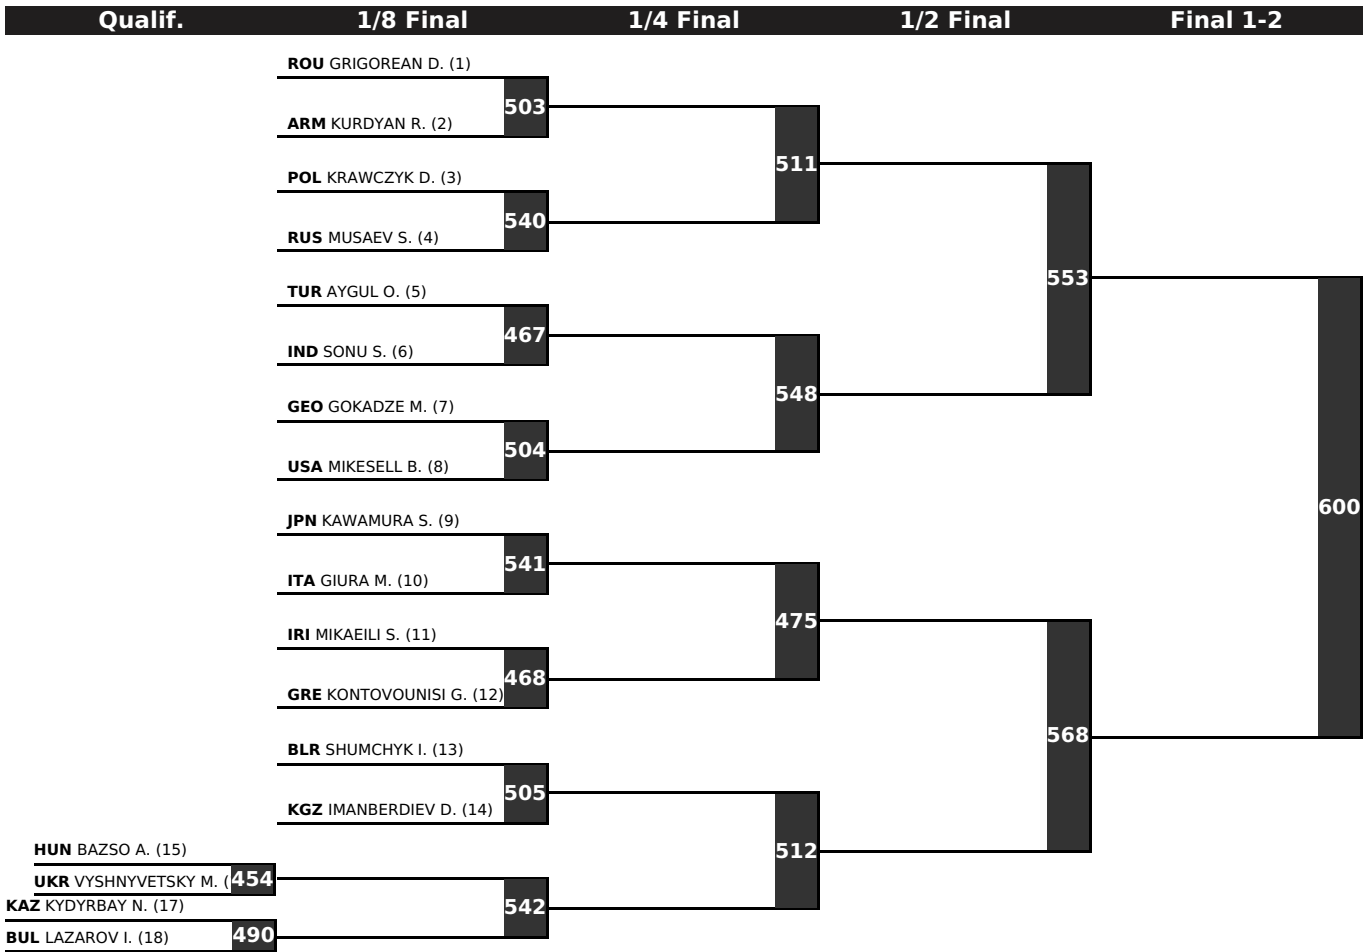 Qualif. 1/8 Final 1/4 Final 1/2 Final Final 1-2
ROU GRIGOREAN D. (1)
503
ARM KURDYAN R. (2)
511
POL KRAWCZYK D. (3)
540
RUS MUSAEV S. (4)
553
TUR AYGUL O. (5)
467
IND SONU S. (6)
548
GEO GOKADZE M. (7)
504
USA MIKESELL B. (8)
600
JPN KAWAMURA S. (9)
541
ITA GIURA M. (10)
475
IRI MIKAEILI S. (11)
468
GRE KONTOVOUNISI G. (12)
568
BLR SHUMCHYK I. (13)
505
KGZ IMANBERDIEV D. (14)
512
HUN BAZSO A. (15)
UKR VYSHNYVETSKY M. (
454
KAZ KYDYRBAY N. (17)
542
BUL LAZAROV I. (18)
490